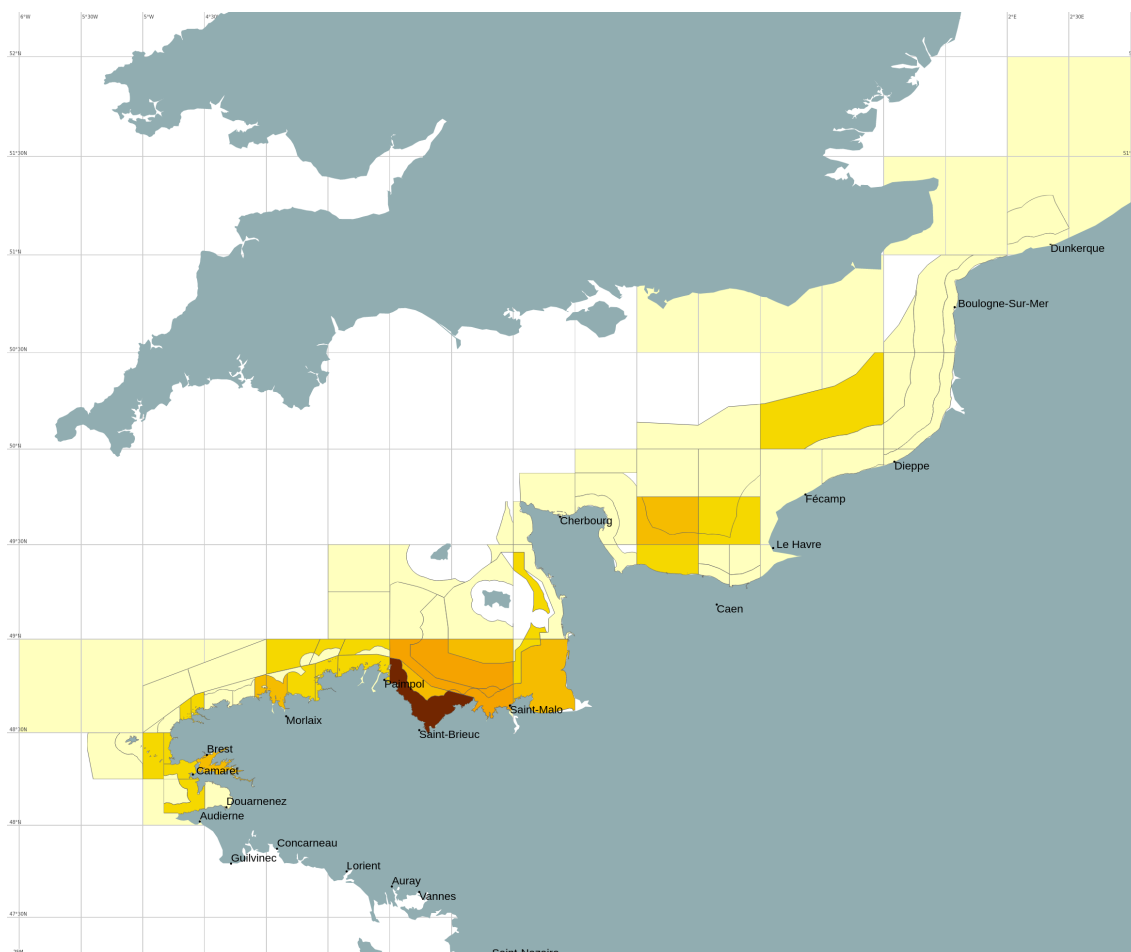 6°W
5°30W
5°W
4°30
2°E
2°30E
52°N
51°30N
51°
51°N
Dunkerque
Boulogne-Sur-Mer
50°30N
50°N
Dieppe
Fécamp
Cherbourg
49°30N
Le Havre
Caen
49°N
Paimpol
Saint-Malo
Morlaix
48°30N
Saint-Brieuc
Brest
Camaret
Douarnenez
Audierne
48°N
Concarneau
Guilvinec
Lorient
Auray
Vannes
47°30N